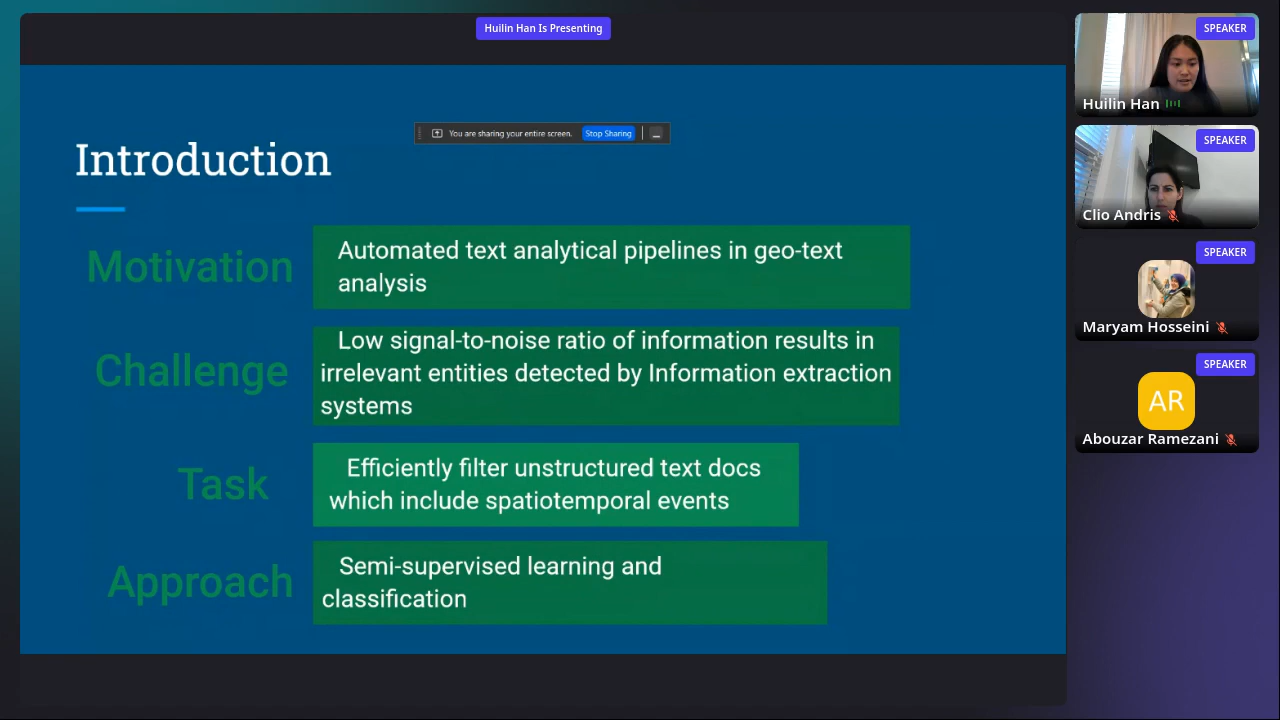 Huilin Han Is Presenting
You are sharing your entire screen.
Stop Sharing
Introduction
Motivation
Automated text analytical pipelines in geo-text
analysis
Challenge
Low signal-to-noise ratio of information results in
irrelevant entities detected by Information extraction
systems
Task
Efficiently filter unstructured text docs
which include spatiotemporal events
Approach
Semi-supervised learning and
classification
SPEAKER
Huilin Han
SPEAKER
Clio Andris
SPEAKER
Maryam Hosseini
SPEAKER
AR
Abouzar Ramezani